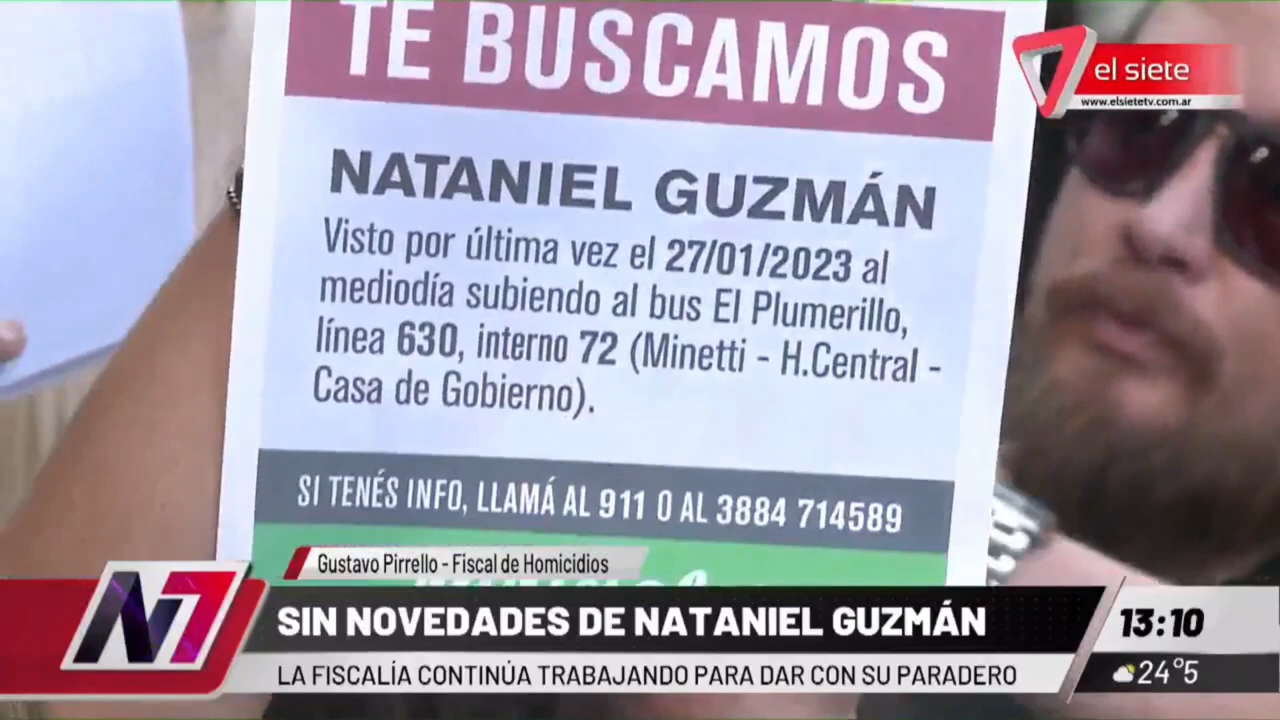 TE BUSCAMOS
el siete
www.elsietetv.com.ar
NATANIEL GUZMÁN
Visto por última vez el 27/01/2023 al
mediodía subiendo al bus El Plumerillo,
línea 630, interno 72 (Minetti - H.Central -
Casa de Gobierno).
SI TENÉS INFO, LLAMÁ AL 911 O AL 3884 714589
Gustavo Pirrello - Fiscal de Homicidios
N7
SIN NOVEDADES DE NATANIEL GUZMÁN
13:10
LA FISCALÍA CONTINÚA TRABAJANDO PARA DAR CON SU PARADERO
24°5